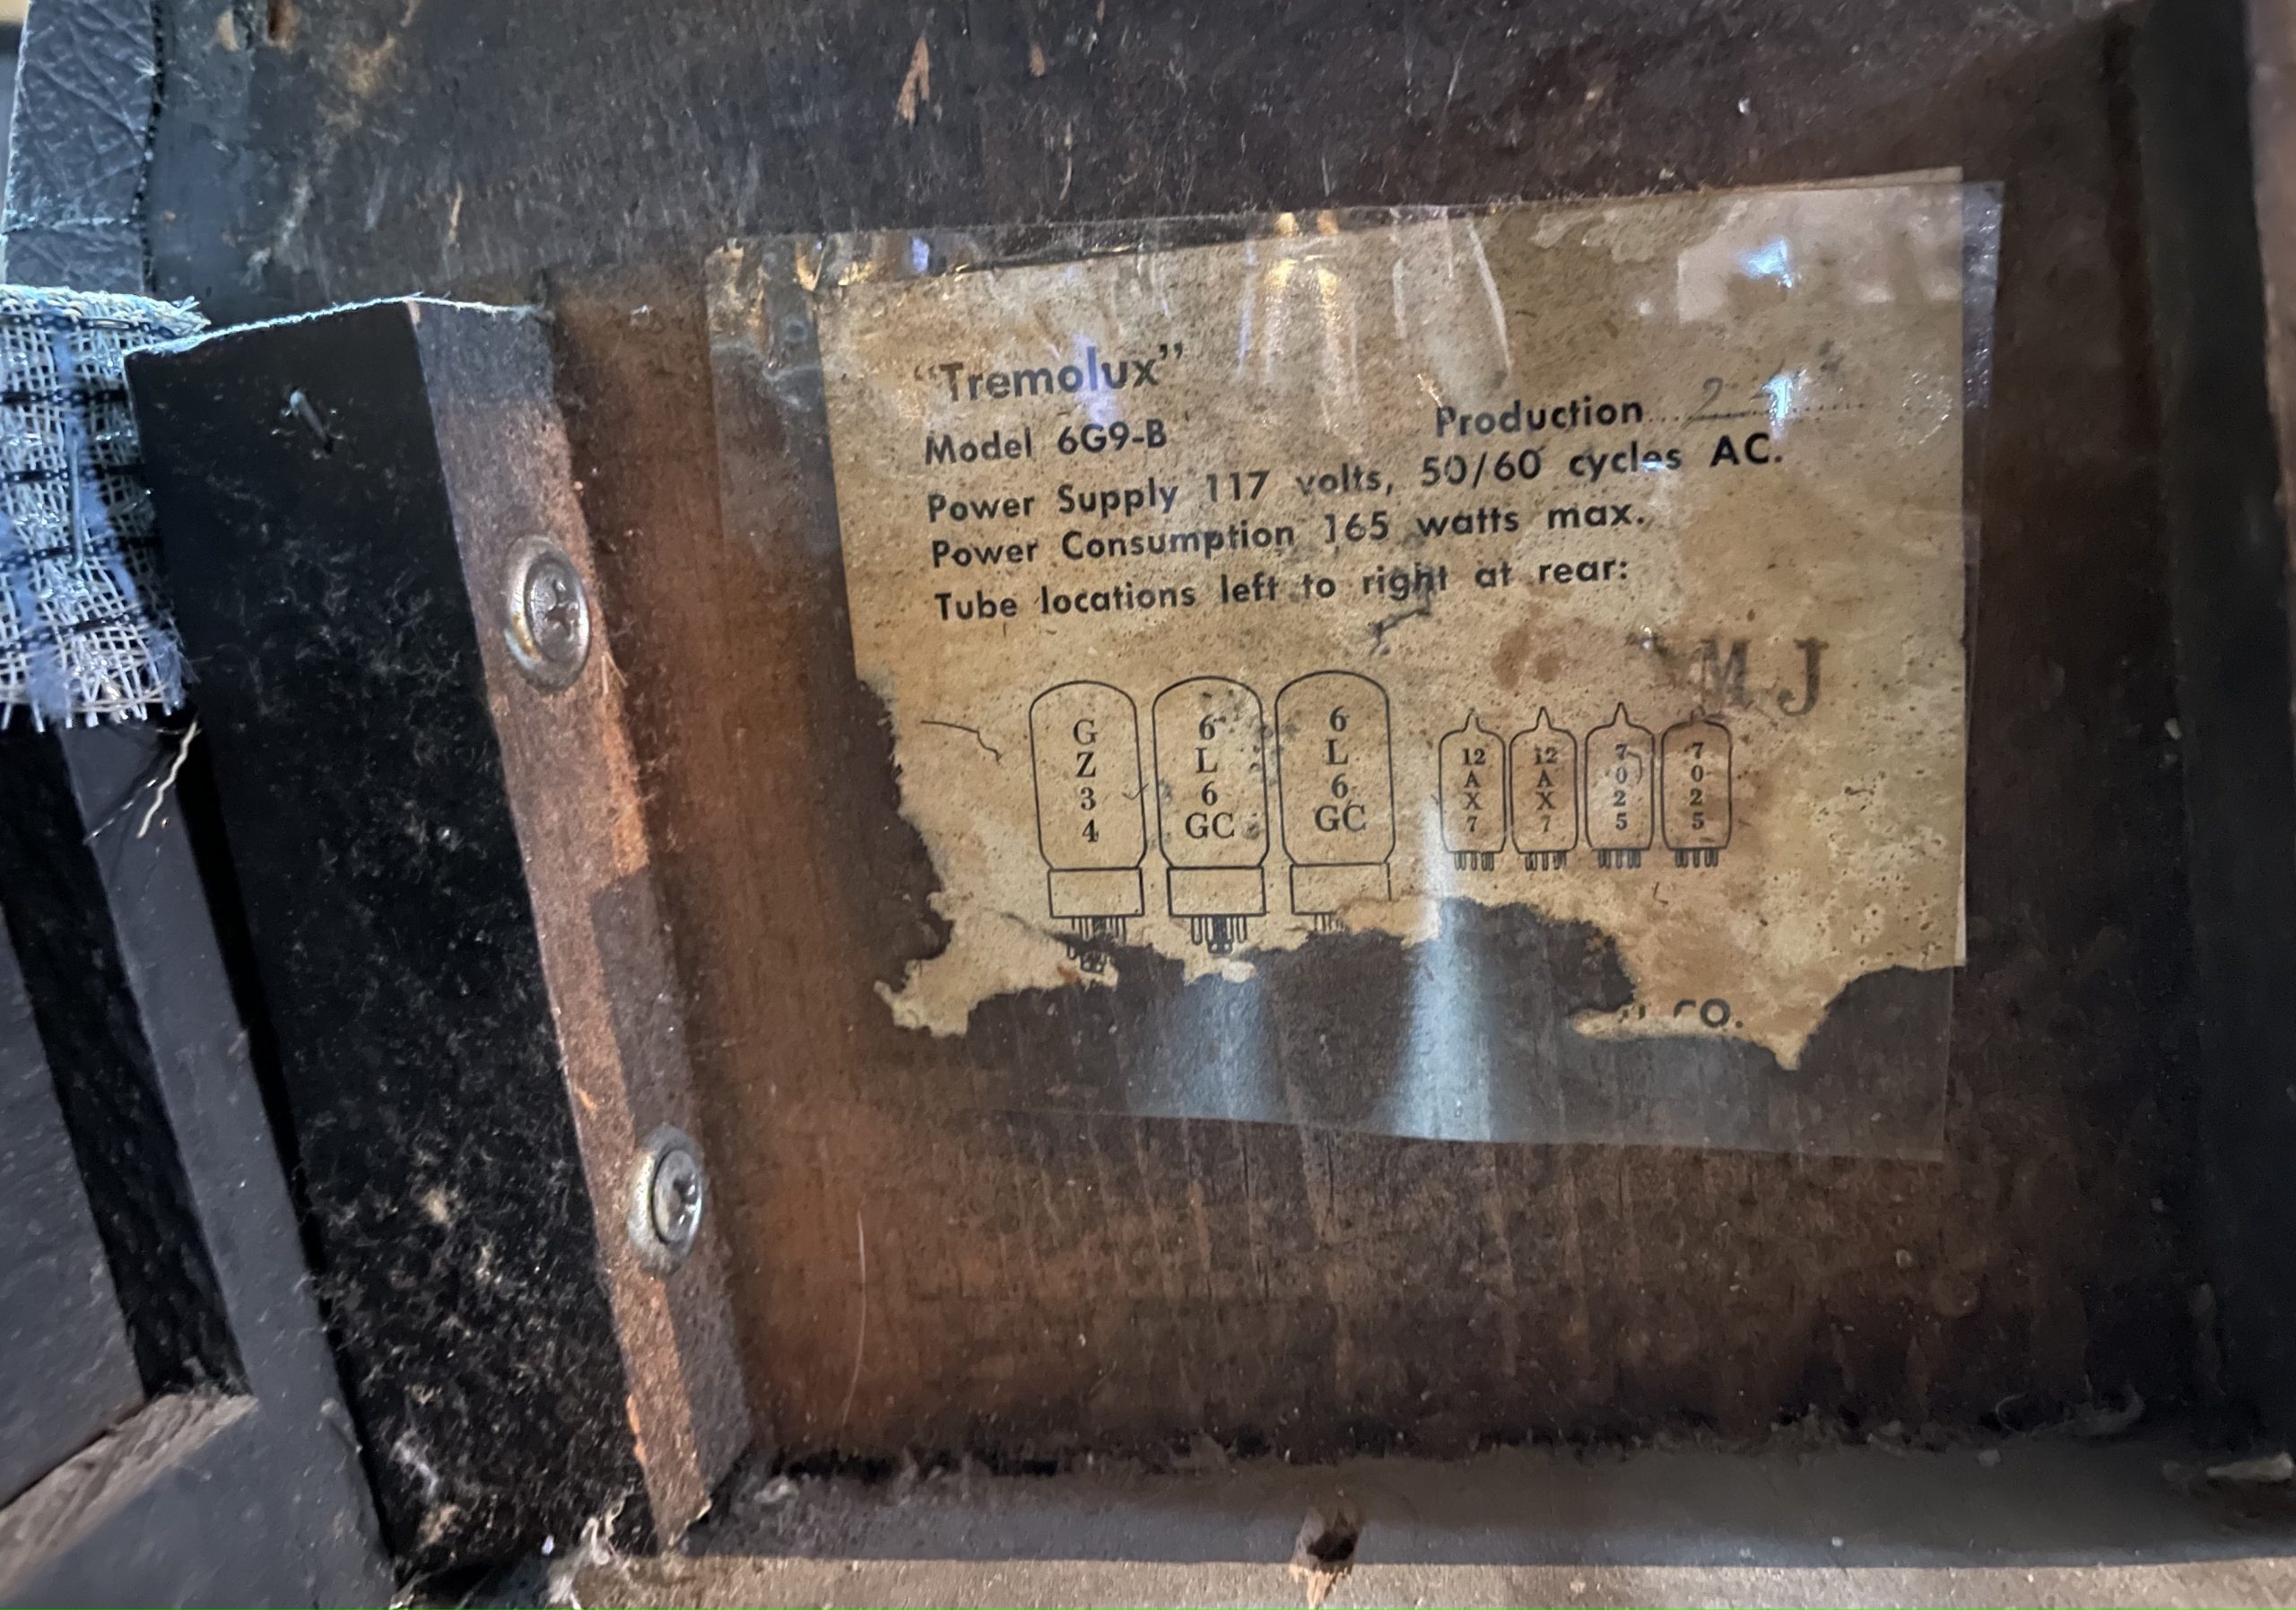 “Tremolux”
Model 6G9-B
Production 2
Power Supply 117 volts, 50/60 cycles AC.
Power Consumption 165 watts max.
Tube locations left to right at rear:
M J
GZ34
6L6GC
6L6GC
12AX7
12AX7
7025
7025
CO.